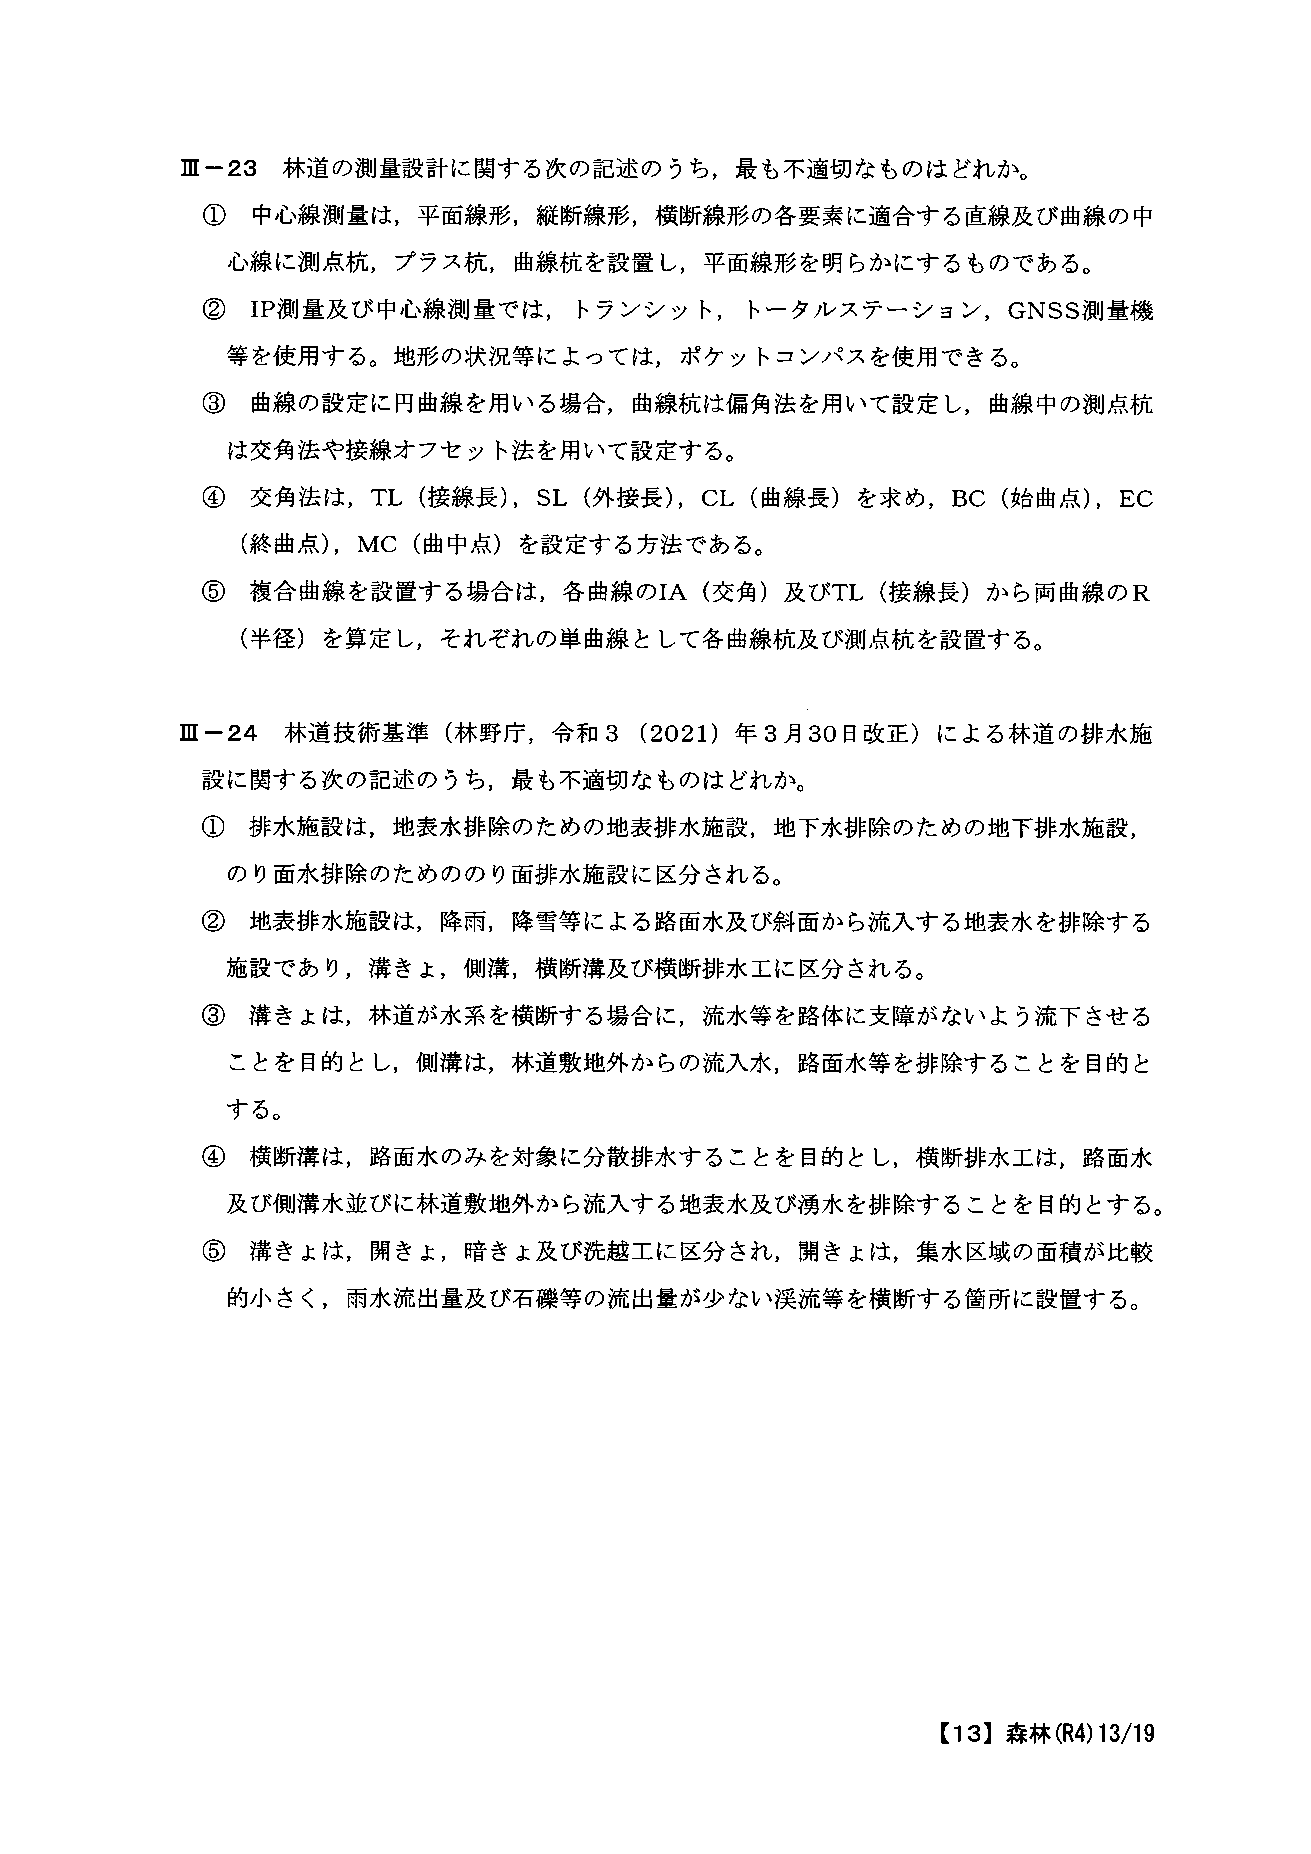 Ⅲ－23　林道の測量設計に関する次の記述のうち，最も不適切なものはどれか。
①　中心線測量は，平面線形，縦断線形，横断線形の各要素に適合する直線及び曲線の中
心線に測点杭，プラス杭，曲線杭を設置し，平面線形を明らかにするものである。
②　IP測量及び中心線測量では，トランシット，トータルステーション，GNSS測量機
等を使用する。地形の状況等によっては，ポケットコンパスを使用できる。
③　曲線の設定に円曲線を用いる場合，曲線杭は偏角法を用いて設定し，曲線中の測点杭
は交角法や接線オフセット法を用いて設定する。
④　交角法は，TL（接線長），SL（外接長），CL（曲線長）を求め，BC（始曲点），EC
（終曲点），MC（曲中点）を設定する方法である。
⑤　複合曲線を設置する場合は，各曲線のIA（交角）及びTL（接線長）から両曲線のR
（半径）を算定し，それぞれの単曲線として各曲線杭及び測点杭を設置する。
Ⅲ－24　林道技術基準（林野庁，令和3（2021）年3月30日改正）による林道の排水施
設に関する次の記述のうち，最も不適切なものはどれか。
①　排水施設は，地表水排除のための地表排水施設，地下水排除のための地下排水施設，
のり面水排除のためののり面排水施設に区分される。
②　地表排水施設は，降雨，降雪等による路面水及び斜面から流入する地表水を排除する
施設であり，溝きょ，側溝，横断溝及び横断排水工に区分される。
③　溝きょは，林道が水系を横断する場合に，流水等を路体に支障がないよう流下させる
ことを目的とし，側溝は，林道敷地外からの流入水，路面水等を排除することを目的と
する。
④　横断溝は，路面水のみを対象に分散排水することを目的とし，横断排水工は，路面水
及び側溝水並びに林道敷地外から流入する地表水及び湧水を排除することを目的とする。
⑤　溝きょは，開きょ，暗きょ及び洗越工に区分され，開きょは，集水区域の面積が比較
的小さく，雨水流出量及び石礫等の流出量が少ない渓流等を横断する箇所に設置する。
【13】森林(R4)13/19